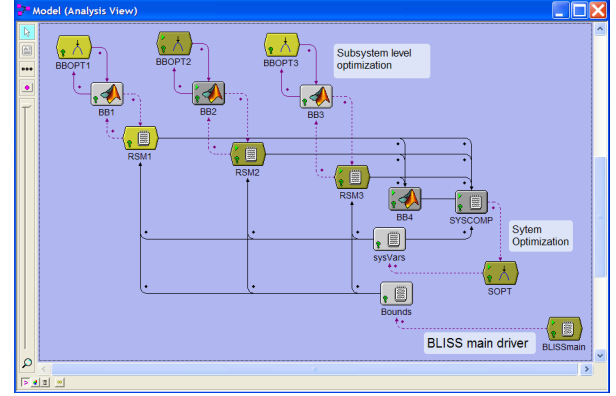 Model (Analysis View)
BBOPT1
BBOPT2
BBOPT3
Subsystem level
optimization
BB1
BB2
BB3
RSM1
RSM2
RSM3
BB4
SYSCOMP
Sytem
Optimization
sysVars
SOPT
Bounds
BLISS main driver
BLISSmain